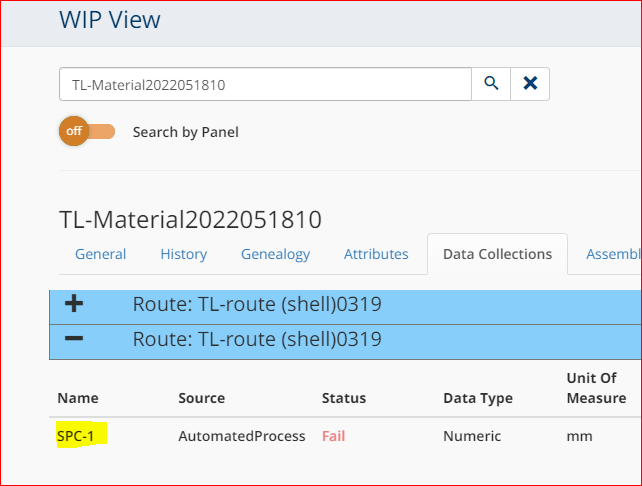 WIP View
TL-Material2022051810
off Search by Panel
TL-Material2022051810
General History Genealogy Attributes Data Collections Assembl
Route: TL-route (shell)0319
Route: TL-route (shell)0319
Name Source Status Data Type Unit Of Measure
SPC-1 AutomatedProcess Fail Numeric mm